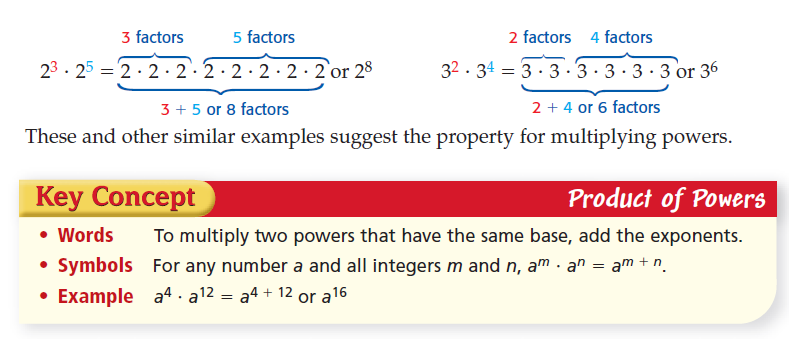 3 factors 5 factors 2 factors 4 factors
2³ · 2⁵ = 2 · 2 · 2 · 2 · 2 · 2 · 2 · 2 or 2⁸ 3² · 3⁴ = 3 · 3 · 3 · 3 · 3 · 3 or 3⁶
3 + 5 or 8 factors 2 + 4 or 6 factors
These and other similar examples suggest the property for multiplying powers.
Key Concept Product of Powers
• Words To multiply two powers that have the same base, add the exponents.
• Symbols For any number a and all integers m and n, aᵐ · aⁿ = aᵐ ⁺ ⁿ.
• Example a⁴ · a¹² = a⁴ ⁺ ¹² or a¹⁶